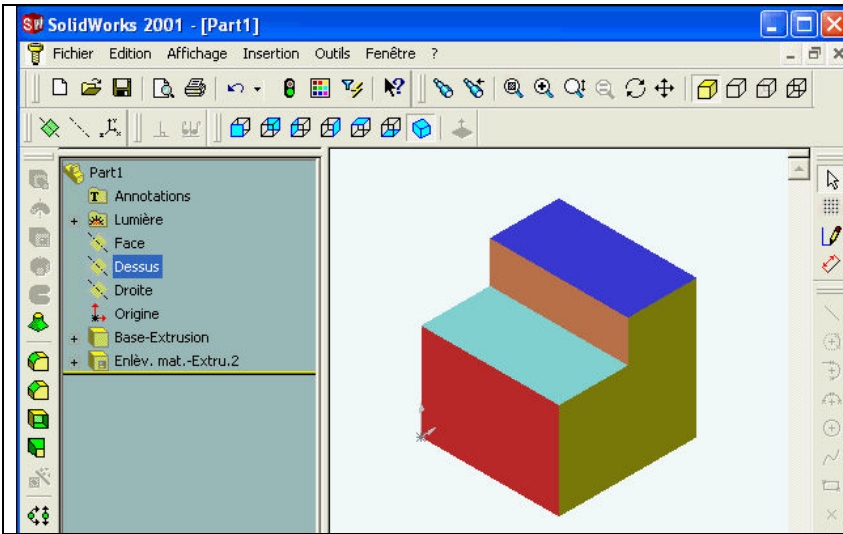 SW SolidWorks 2001 - [Part1]
Fichier Edition Affichage Insertion Outils Fenêtre ?
Part1
T Annotations
+ Lumière
Face
Dessus
Droite
Origine
+ Base-Extrusion
+ Enlèv. mat.-Extru.2